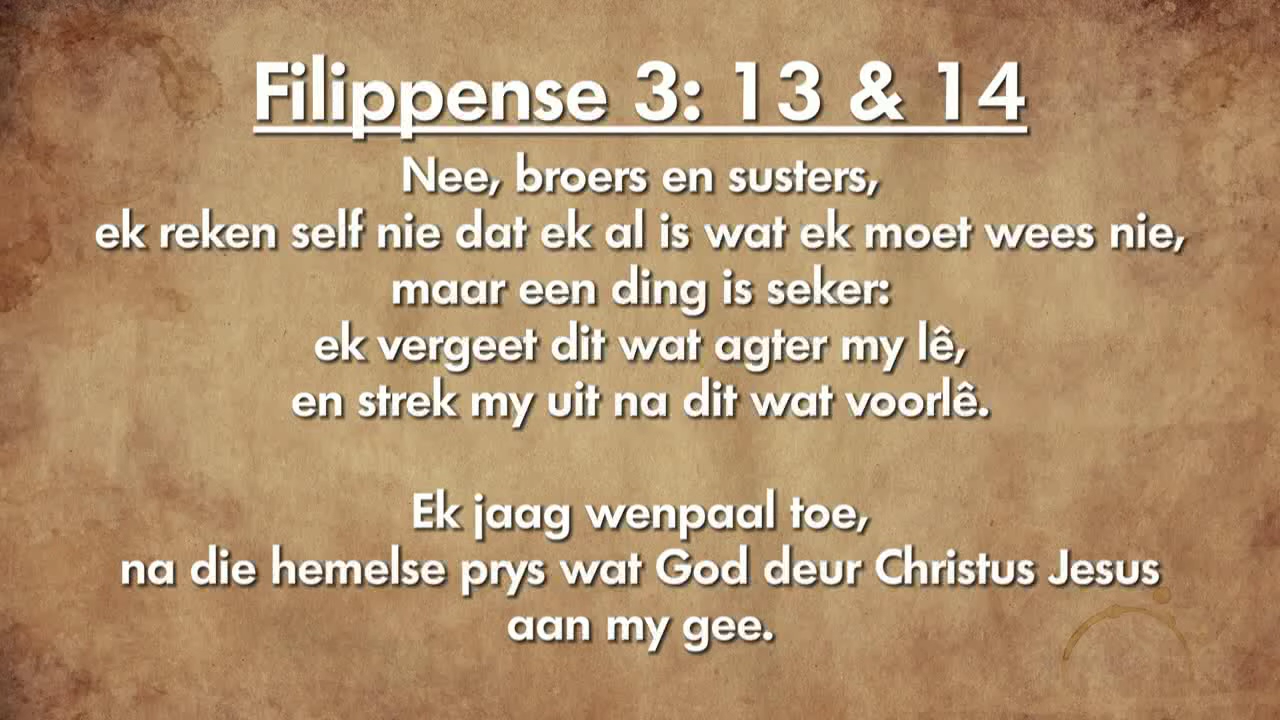 Filippense 3: 13 & 14
Nee, broers en susters,
ek reken self nie dat ek al is wat ek moet wees nie,
maar een ding is seker:
ek vergeet dit wat agter my lê,
en strek my uit na dit wat voorlê.
Ek jaag wenpaal toe,
na die hemelse prys wat God deur Christus Jesus
aan my gee.